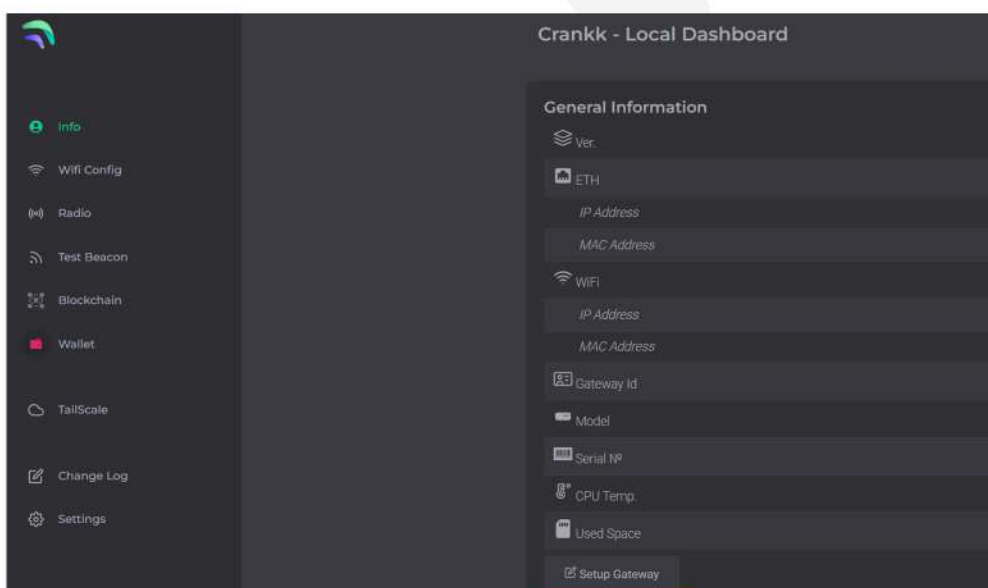 Crankk - Local Dashboard
Info
Wifi Config
Radio
Test Beacon
Blockchain
Wallet
TailScale
Change Log
Settings
General Information
Ver.
ETH
IP Address
MAC Address
WiFi
IP Address
MAC Address
Gateway Id
Model
Serial Nº
CPU Temp.
Used Space
Setup Gateway